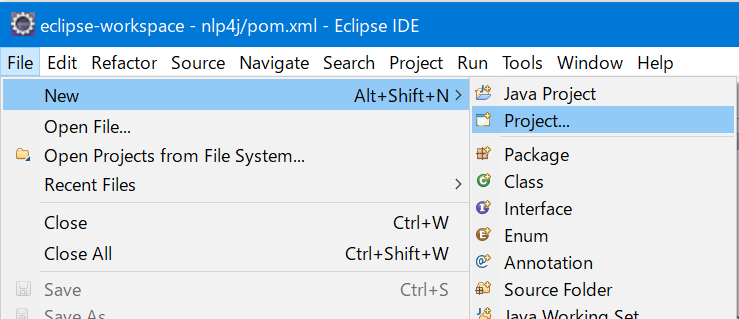 eclipse-workspace - nlp4j/pom.xml - Eclipse IDE
File Edit Refactor Source Navigate Search Project Run Tools Window Help
New Alt+Shift+N >
Open File...
Open Projects from File System...
Recent Files >
Close Ctrl+W
Close All Ctrl+Shift+W
Save Ctrl+S
Save As
Java Project
Project...
Package
Class
Interface
Enum
Annotation
Source Folder
Java Working Set